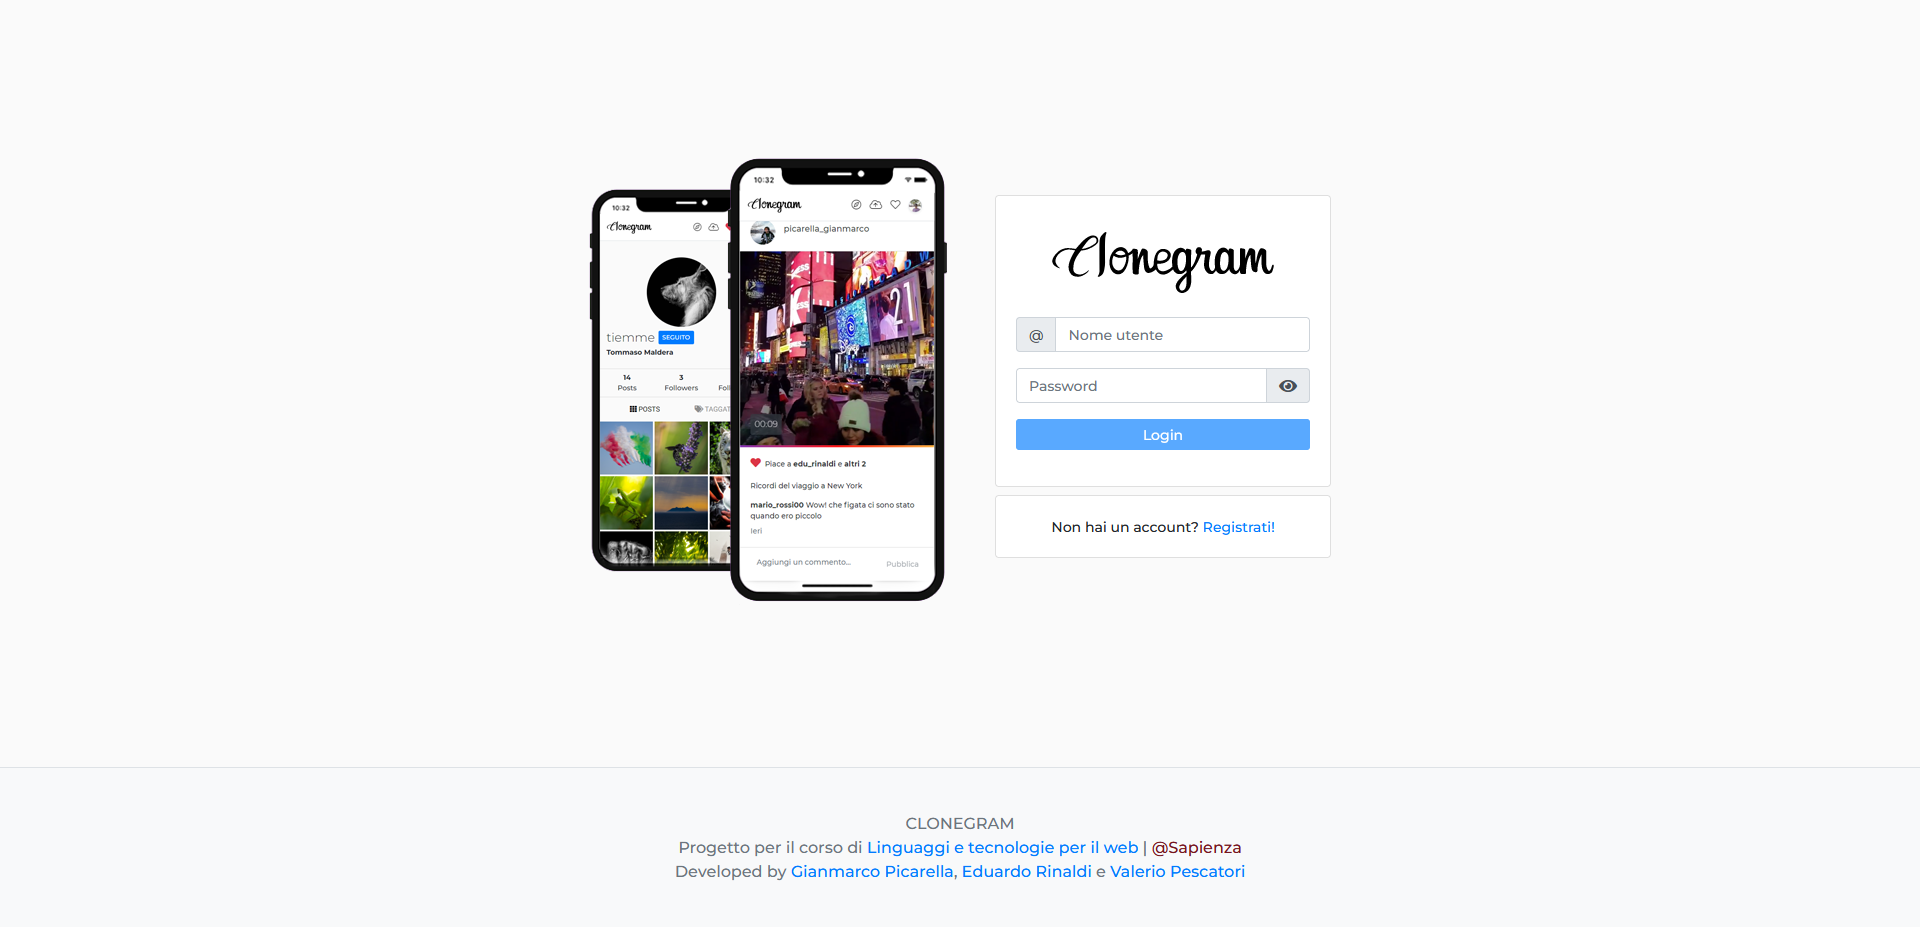 10:32
Clonegram
tiemme SEGUITO
Tommaso Maldera
14 3
Posts Followers
POSTS
10:32
Clonegram
picarella_gianmarco
21
00:09
Piace a edu_rinaldi e altri 2
Ricordi del viaggio a New York
mario_rossi00 Wow! che figata ci sono stato
quando ero piccolo
Ieri
Aggiungi un commento... Pubblica
Clonegram
@ Nome utente
Password
Login
Non hai un account? Registrati!
CLONEGRAM
Progetto per il corso di Linguaggi e tecnologie per il web | @Sapienza
Developed by Gianmarco Picarella, Eduardo Rinaldi e Valerio Pescatori